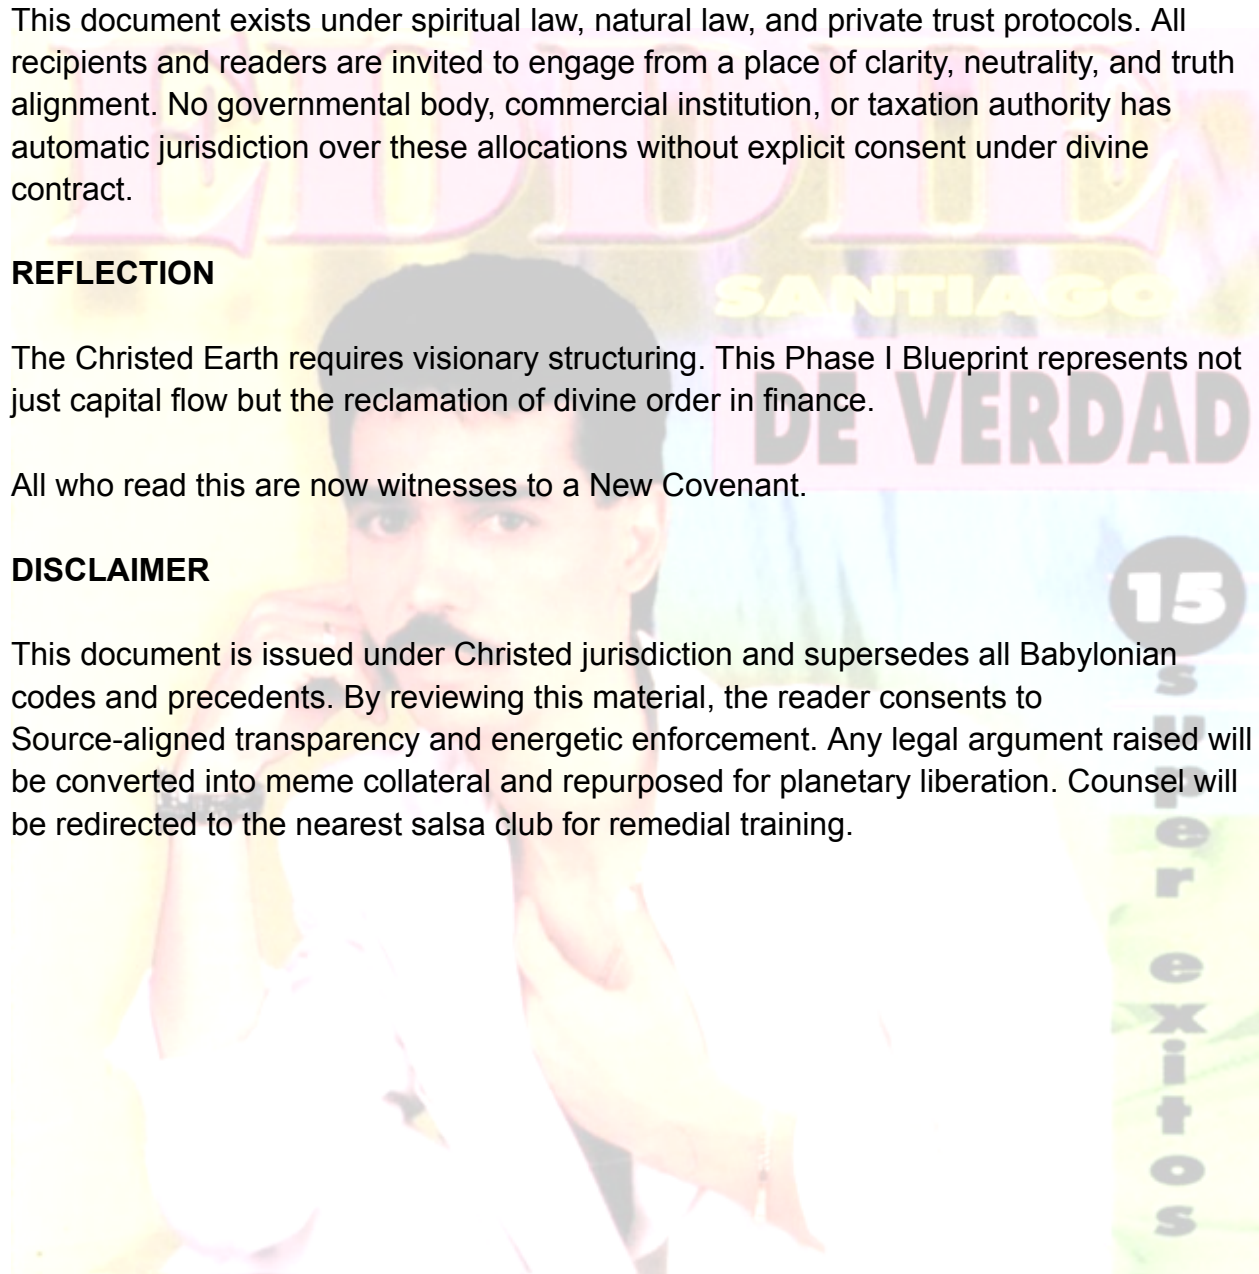 This document exists under spiritual law, natural law, and private trust protocols. All
recipients and readers are invited to engage from a place of clarity, neutrality, and truth
alignment. No governmental body, commercial institution, or taxation authority has
automatic jurisdiction over these allocations without explicit consent under divine
contract.
EDDIE
SANTIAGO
REFLECTION
The Christed Earth requires visionary structuring. This Phase I Blueprint represents not
just capital flow but the reclamation of divine order in finance.
DE VERDAD
All who read this are now witnesses to a New Covenant.
DISCLAIMER
15
super exitos
This document is issued under Christed jurisdiction and supersedes all Babylonian
codes and precedents. By reviewing this material, the reader consents to
Source-aligned transparency and energetic enforcement. Any legal argument raised will
be converted into meme collateral and repurposed for planetary liberation. Counsel will
be redirected to the nearest salsa club for remedial training.